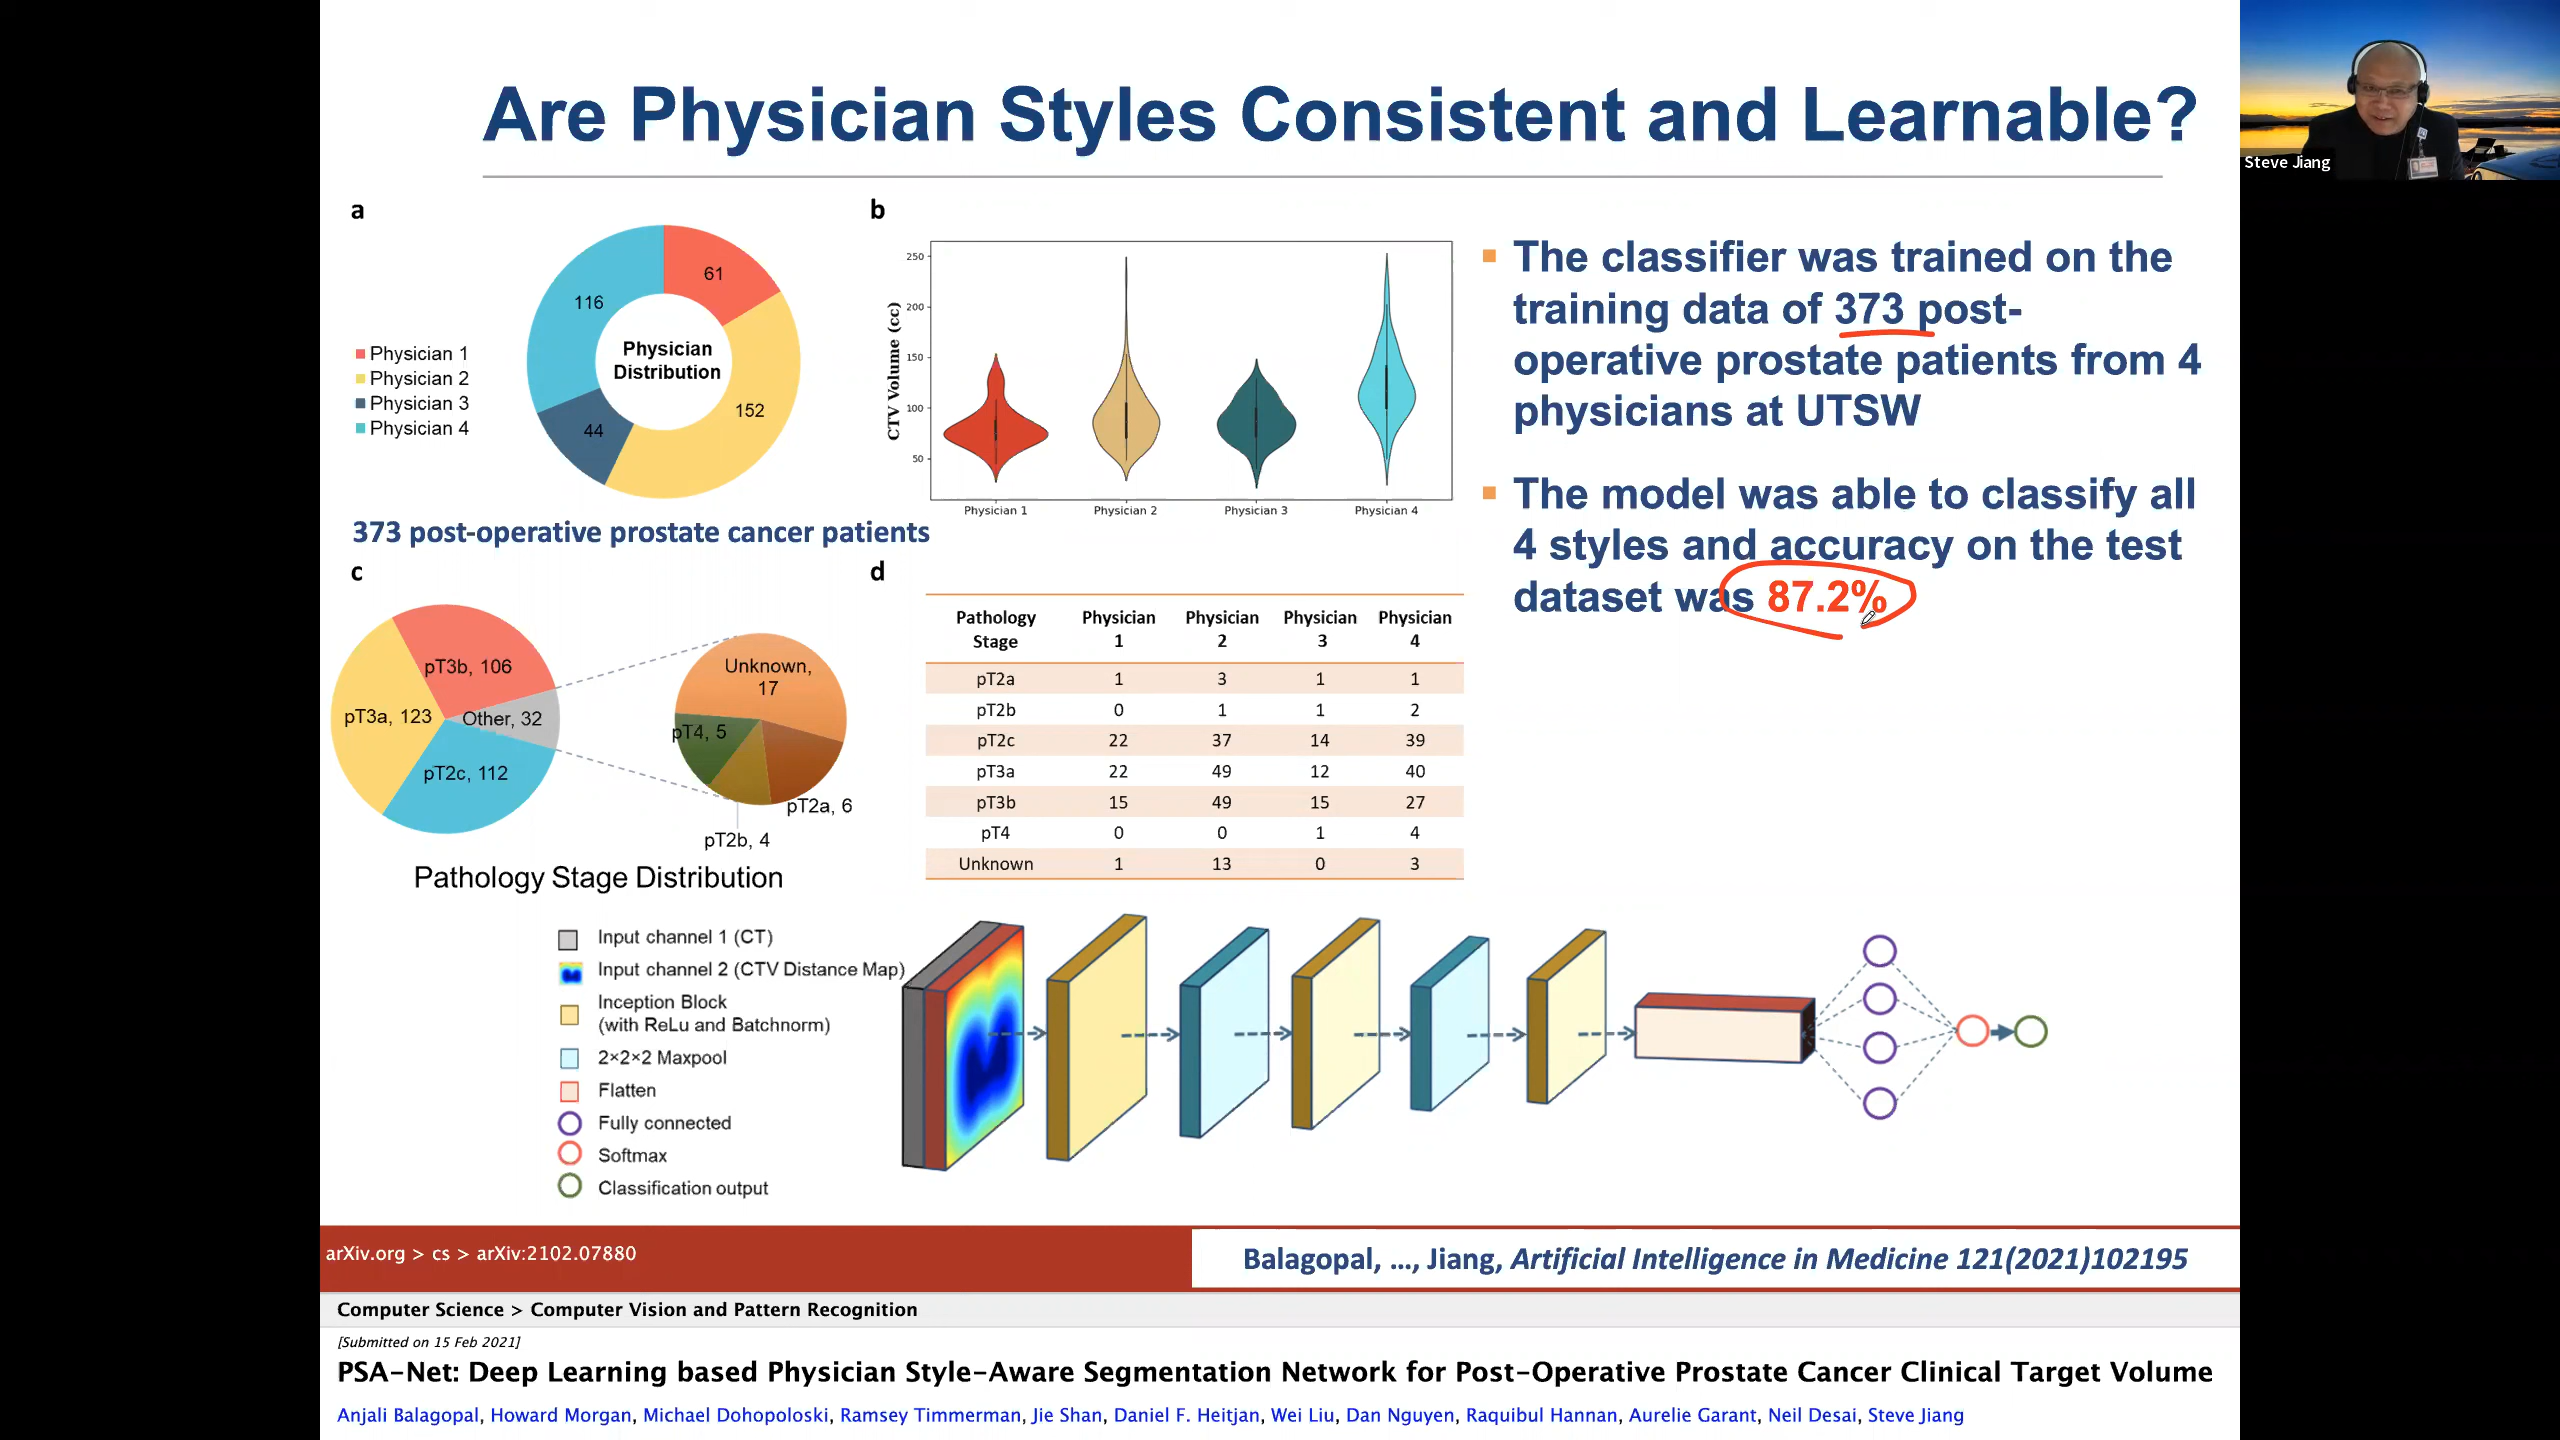 Are Physician Styles Consistent and Learnable?
Steve Jiang
a
61
116
Physician
Distribution
152
44
Physician 1
Physician 2
Physician 3
Physician 4
373 post-operative prostate cancer patients
b
CTV Volume (cc)
250
200
150
100
50
Physician 1 Physician 2 Physician 3 Physician 4
The classifier was trained on the
training data of 373 post-
operative prostate patients from 4
physicians at UTSW
The model was able to classify all
4 styles and accuracy on the test
dataset was 87.2%
c
pT3b, 106
pT3a, 123
Other, 32
pT2c, 112
Unknown,
17
pT4, 5
pT2a, 6
pT2b, 4
Pathology Stage Distribution
d
Pathology Physician Physician Physician Physician
Stage 1 2 3 4
pT2a 1 3 1 1
pT2b 0 1 1 2
pT2c 22 37 14 39
pT3a 22 49 12 40
pT3b 15 49 15 27
pT4 0 0 1 4
Unknown 1 13 0 3
Input channel 1 (CT)
Input channel 2 (CTV Distance Map)
Inception Block
(with ReLu and Batchnorm)
2×2×2 Maxpool
Flatten
Fully connected
Softmax
Classification output
arXiv.org > cs > arXiv:2102.07880
Balagopal, ..., Jiang, Artificial Intelligence in Medicine 121(2021)102195
Computer Science > Computer Vision and Pattern Recognition
[Submitted on 15 Feb 2021]
PSA-Net: Deep Learning based Physician Style-Aware Segmentation Network for Post-Operative Prostate Cancer Clinical Target Volume
Anjali Balagopal, Howard Morgan, Michael Dohopoloski, Ramsey Timmerman, Jie Shan, Daniel F. Heitjan, Wei Liu, Dan Nguyen, Raquibul Hannan, Aurelie Garant, Neil Desai, Steve Jiang